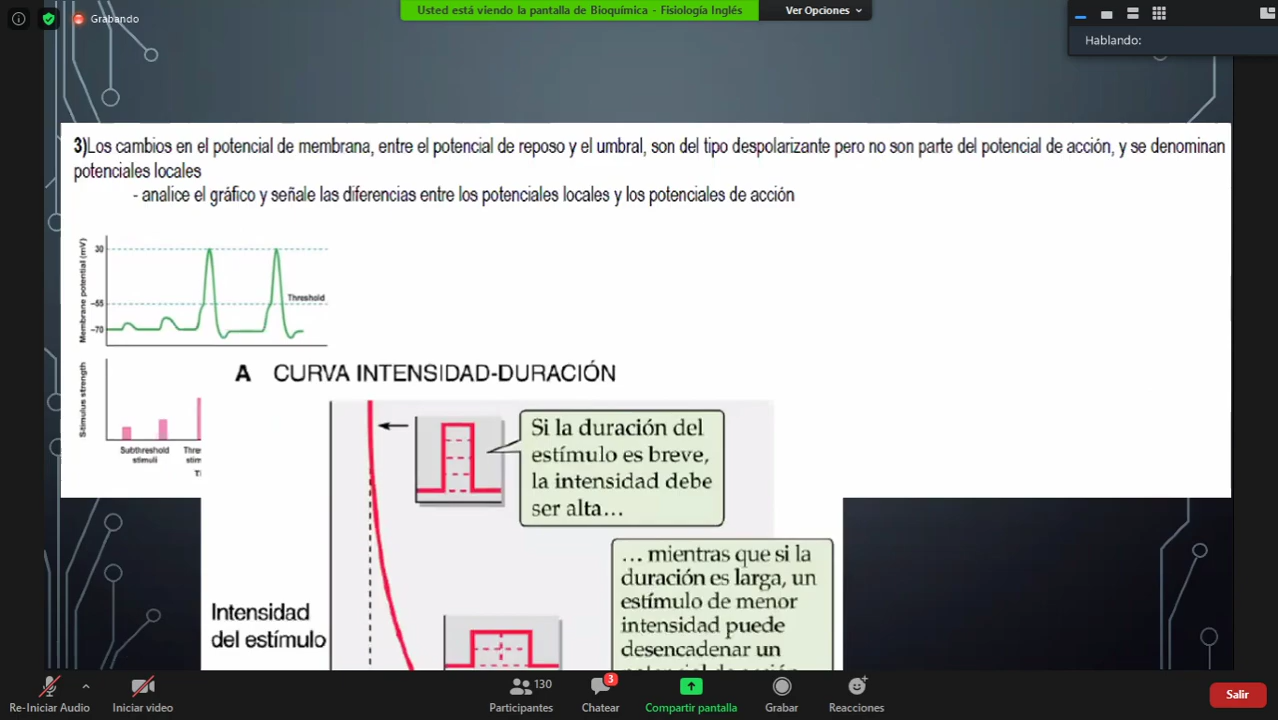 Grabando
Usted está viendo la pantalla de Bioquímica - Fisiología Inglés
Ver Opciones
Hablando:
3)Los cambios en el potencial de membrana, entre el potencial de reposo y el umbral, son del tipo despolarizante pero no son parte del potencial de acción, y se denominan
potenciales locales
- analice el gráfico y señale las diferencias entre los potenciales locales y los potenciales de acción
Membrane potential (mV)
30
Threshold
-55
-70
Stimulus strength
Subthreshold
stimuli
A CURVA INTENSIDAD-DURACIÓN
Si la duración del
estímulo es breve,
la intensidad debe
ser alta…
… mientras que si la
duración es larga, un
estímulo de menor
intensidad puede
desencadenar un
Intensidad
del estímulo
Re-Iniciar Audio
Iniciar video
130
Participantes
3
Chatear
Compartir pantalla
Grabar
Reacciones
Salir